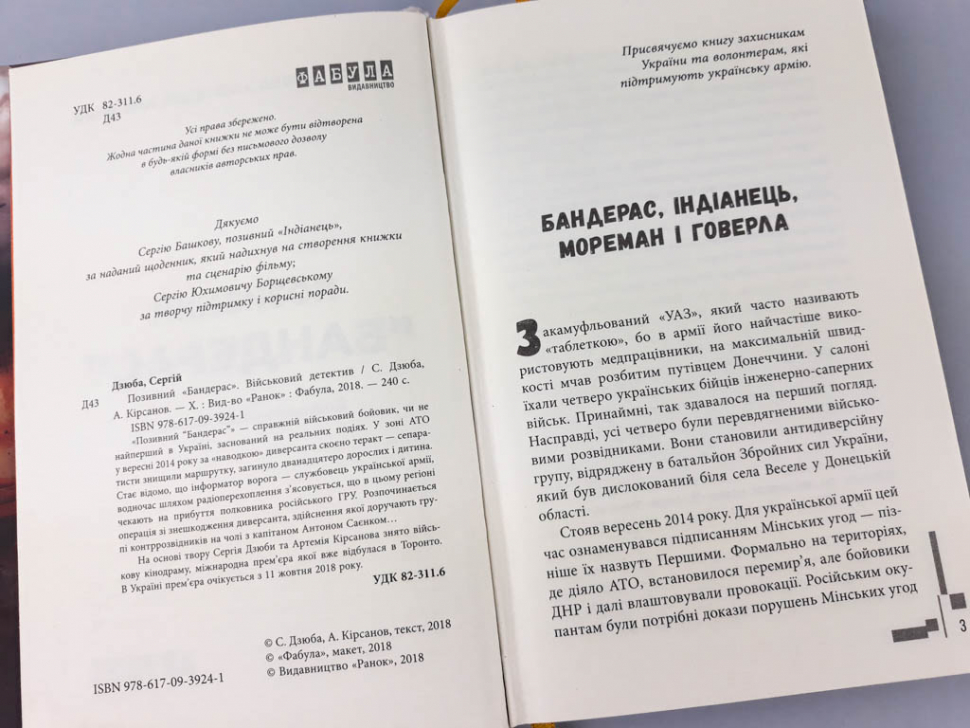 УДК 82-311.6
Д43
ФАБУЛА
ВИДАВНИЦТВО
Усі права збережено.
Жодна частина даної книжки не може бути відтворена
в будь-якій формі без письмового дозволу
власників авторських прав.
Дякуємо
Сергію Башкову, позивний «Індіанець»,
за наданий щоденник, який надихнув на створення книжки
та сценарію фільму;
Сергію Юхимовичу Борщевському
за творчу підтримку і корисні поради.
Дзюба, Сергій
Д43 Позивний «Бандерас». Військовий детектив / С. Дзюба,
А. Кірсанов. — Х. : Вид-во «Ранок» : Фабула, 2018. — 240 с.
ISBN 978-617-09-3924-1
«Позивний "Бандерас"» — справжній військовий бойовик, чи не
найперший в Україні, заснований на реальних подіях. У зоні АТО
у вересні 2014 року за «наводкою» диверсанта скоєно теракт — сепара-
тисти знищили маршрутку, загинуло дванадцятеро дорослих і дитина.
Стає відомо, що інформатор ворога — службовець української армії,
водночас шляхом радіоперехоплення з'ясовується, що в цьому регіоні
чекають на прибуття полковника російського ГРУ. Розпочинається
операція зі знешкодження диверсанта, здійснення якої доручають гру-
пі контррозвідників на чолі з капітаном Антоном Саєнком...
На основі твору Сергія Дзюби та Артемія Кірсанова знято війсь-
кову кінодраму, міжнародна прем'єра якої вже відбулася в Торонто.
В Україні прем'єра очікується з 11 жовтня 2018 року.
УДК 82-311.6
© С. Дзюба, А. Кірсанов, текст, 2018
© «Фабула», макет, 2018
© Видавництво «Ранок», 2018
ISBN 978-617-09-3924-1
Присвячуємо книгу захисникам
України та волонтерам, які
підтримують українську армію.
БАНДЕРАС, ІНДІАНЕЦЬ,
МОРЕМАН І ГОВЕРЛА
Закамуфльований «УАЗ», який часто називають
«таблеткою», бо в армії його найчастіше вико-
ристовують медпрацівники, на максимальній швид-
кості мчав розбитим путівцем Донеччини. У салоні
їхали четверо українських бійців інженерно-саперних
військ. Принаймні, так здавалося на перший погляд.
Насправді, усі четверо були перевдягненими військо-
вими розвідниками. Вони становили антидиверсійну
групу, відряджену в батальйон Збройних сил України,
який був дислокований біля села Веселе у Донецькій
області.
Стояв вересень 2014 року. Для української армії цей
час ознаменувався підписанням Мінських угод — піз-
ніше їх назвуть Першими. Формально на територіях,
де діяло АТО, встановилося перемир'я, але бойовики
ДНР і далі влаштовували провокації. Російським оку-
пантам були потрібні докази порушень Мінських угод
3